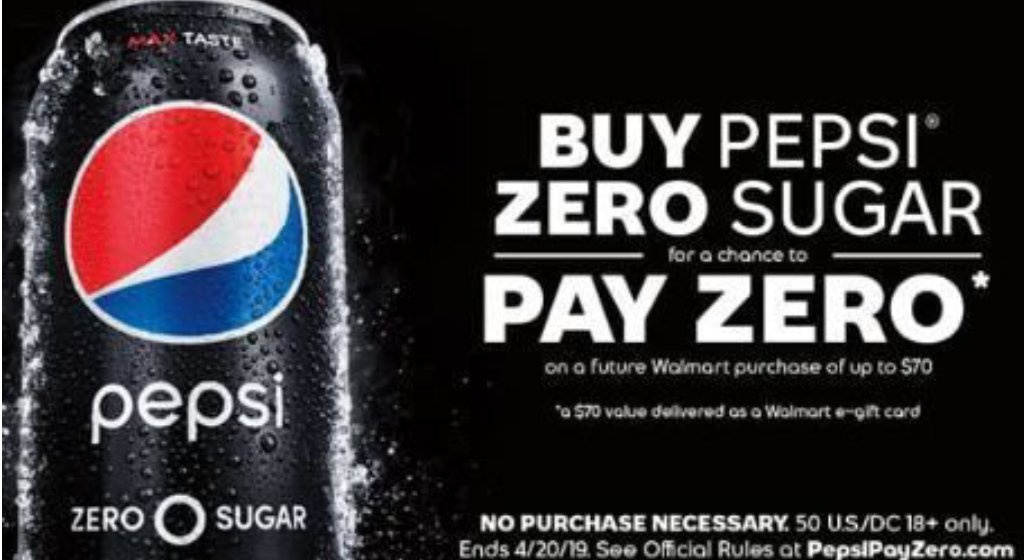 MAX TASTE
pepsi
ZERO SUGAR
BUY PEPSI®
ZERO SUGAR
for a chance to
PAY ZERO*
on a future Walmart purchase of up to $70
*a $70 value delivered as a Walmart e-gift card
NO PURCHASE NECESSARY. 50 U.S./DC 18+ only.
Ends 4/20/19. See Official Rules at PepsiPayZero.com